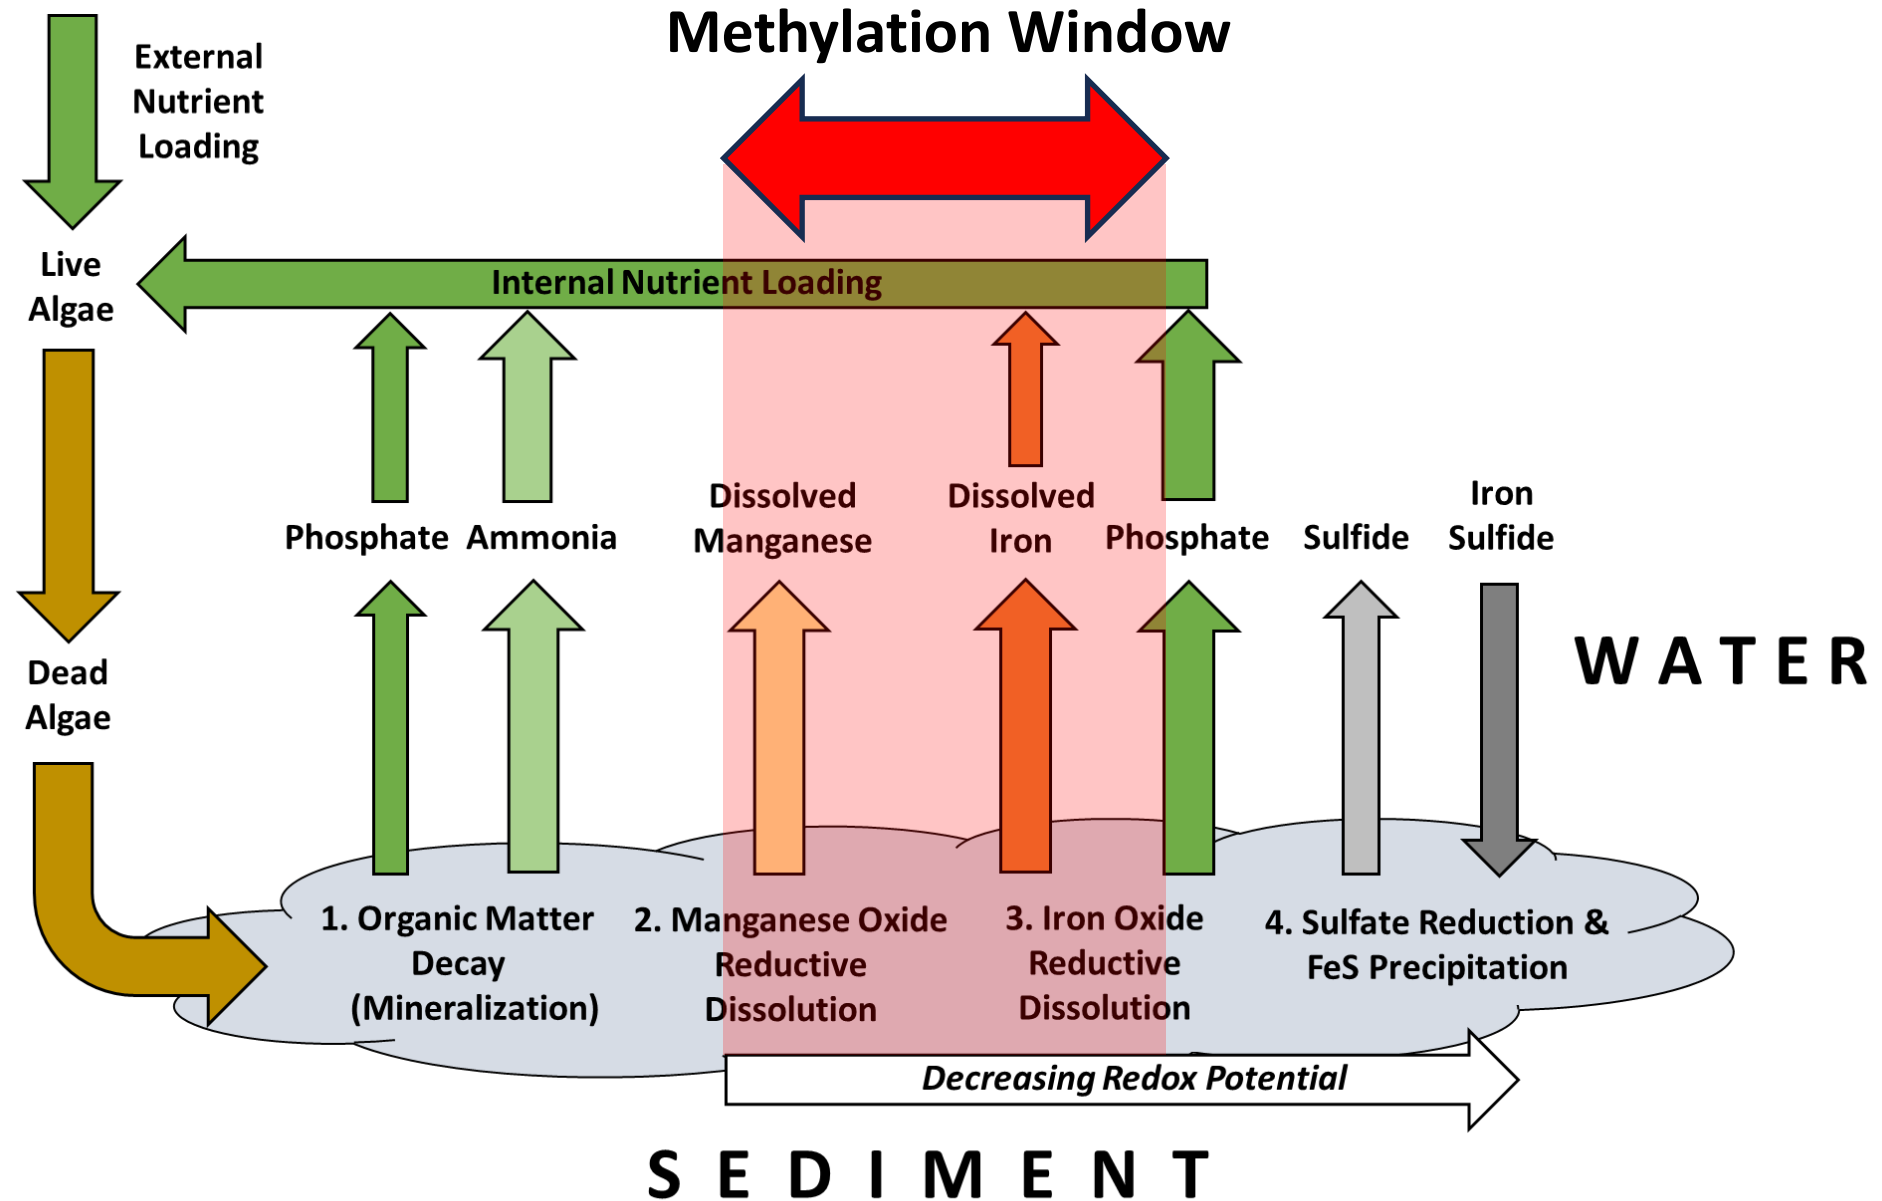 Methylation Window
External
Nutrient
Loading
Live
Algae
Internal Nutrient Loading
Phosphate
Ammonia
Dissolved
Manganese
Dissolved
Iron
Phosphate
Sulfide
Iron
Sulfide
WATER
Dead
Algae
1. Organic Matter
Decay
(Mineralization)
2. Manganese Oxide
Reductive
Dissolution
3. Iron Oxide
Reductive
Dissolution
4. Sulfate Reduction &
FeS Precipitation
Decreasing Redox Potential
SEDIMENT